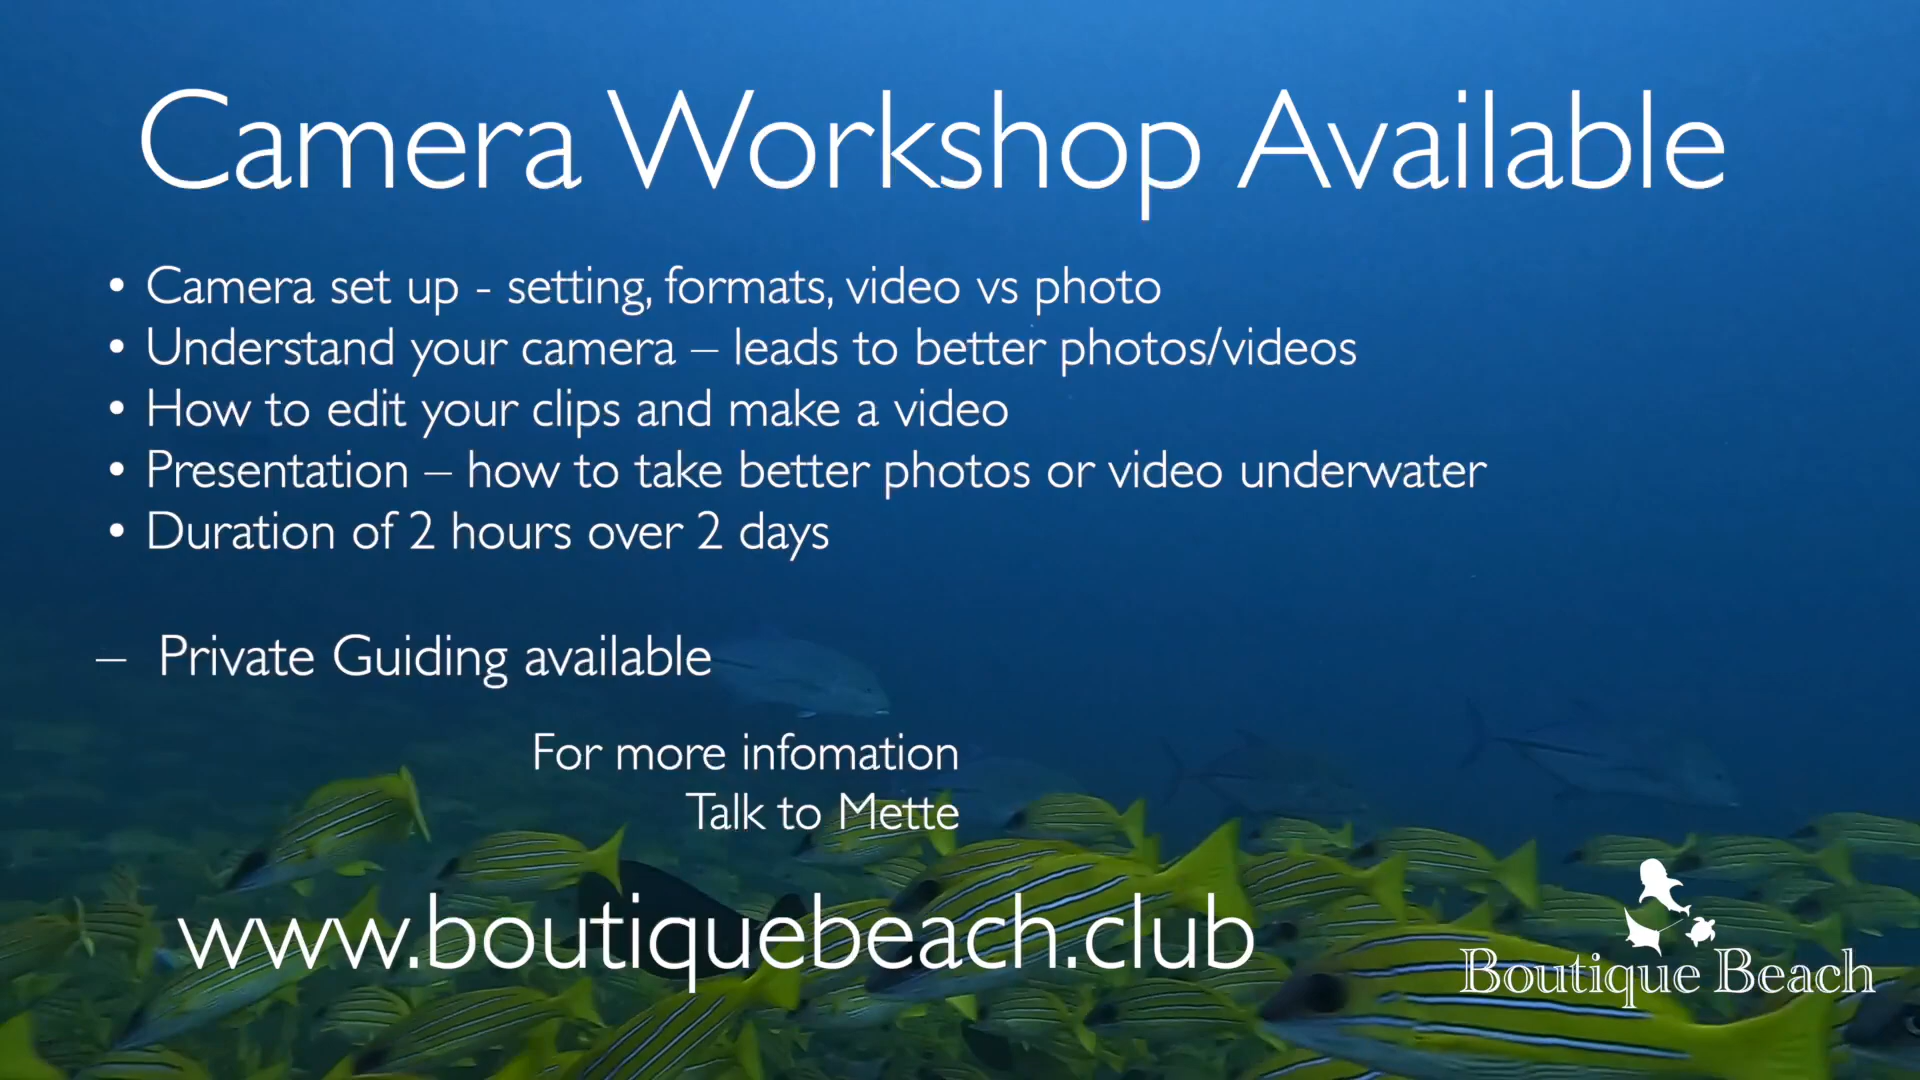 Camera Workshop Available
• Camera set up - setting, formats, video vs photo
• Understand your camera – leads to better photos/videos
• How to edit your clips and make a video
• Presentation – how to take better photos or video underwater
• Duration of 2 hours over 2 days
– Private Guiding available
For more infomation
Talk to Mette
www.boutiquebeach.club
Boutique Beach